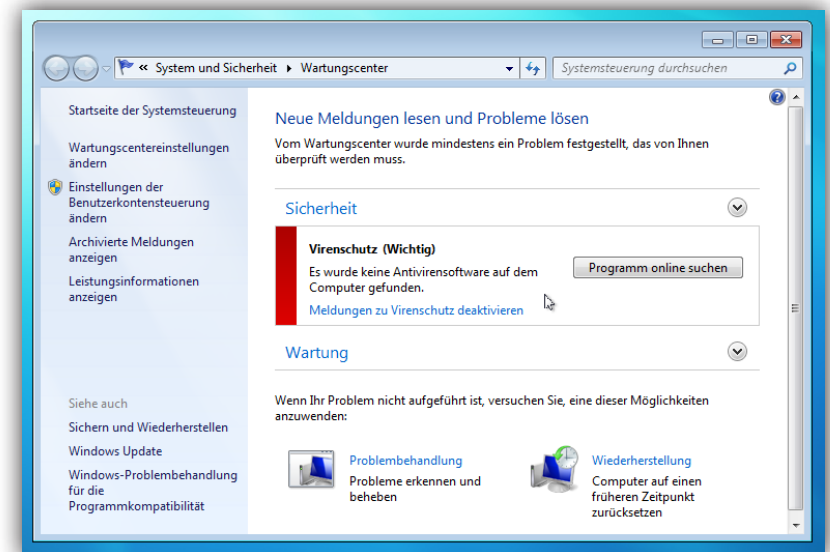 « System und Sicherheit ▸ Wartungscenter
Systemsteuerung durchsuchen
Startseite der Systemsteuerung
Wartungscentereinstellungen
ändern
Einstellungen der
Benutzerkontensteuerung
ändern
Archivierte Meldungen
anzeigen
Leistungsinformationen
anzeigen
Siehe auch
Sichern und Wiederherstellen
Windows Update
Windows-Problembehandlung
für die
Programmkompatibilität
Neue Meldungen lesen und Probleme lösen
Vom Wartungscenter wurde mindestens ein Problem festgestellt, das von Ihnen
überprüft werden muss.
Sicherheit
Virenschutz (Wichtig)
Es wurde keine Antivirensoftware auf dem
Computer gefunden.
Programm online suchen
Meldungen zu Virenschutz deaktivieren
Wartung
Wenn Ihr Problem nicht aufgeführt ist, versuchen Sie, eine dieser Möglichkeiten
anzuwenden:
Problembehandlung
Probleme erkennen und
beheben
Wiederherstellung
Computer auf einen
früheren Zeitpunkt
zurücksetzen